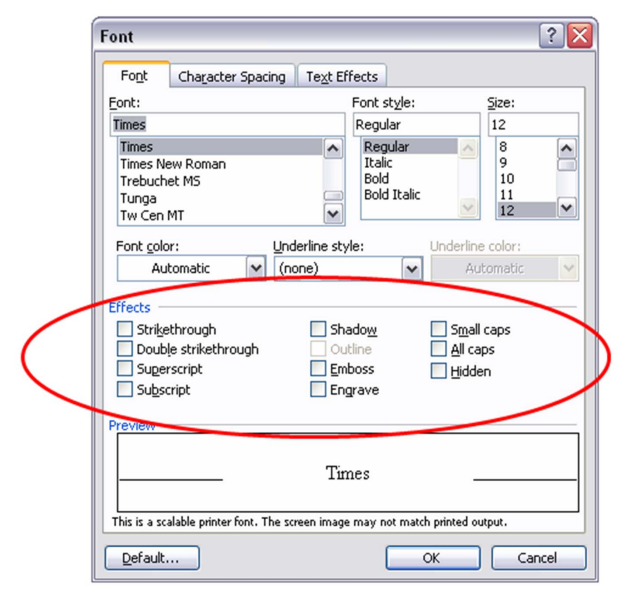 Font
Font Character Spacing Text Effects
Font: Font style: Size:
Times Regular 12
Times Regular 8
Times New Roman Italic 9
Trebuchet MS Bold 10
Tunga Bold Italic 11
Tw Cen MT 12
Font color: Underline style: Underline color:
Automatic (none) Automatic
Effects
Strikethrough Shadow Small caps
Double strikethrough Outline All caps
Superscript Emboss Hidden
Subscript Engrave
Preview
Times
This is a scalable printer font. The screen image may not match printed output.
Default... OK Cancel